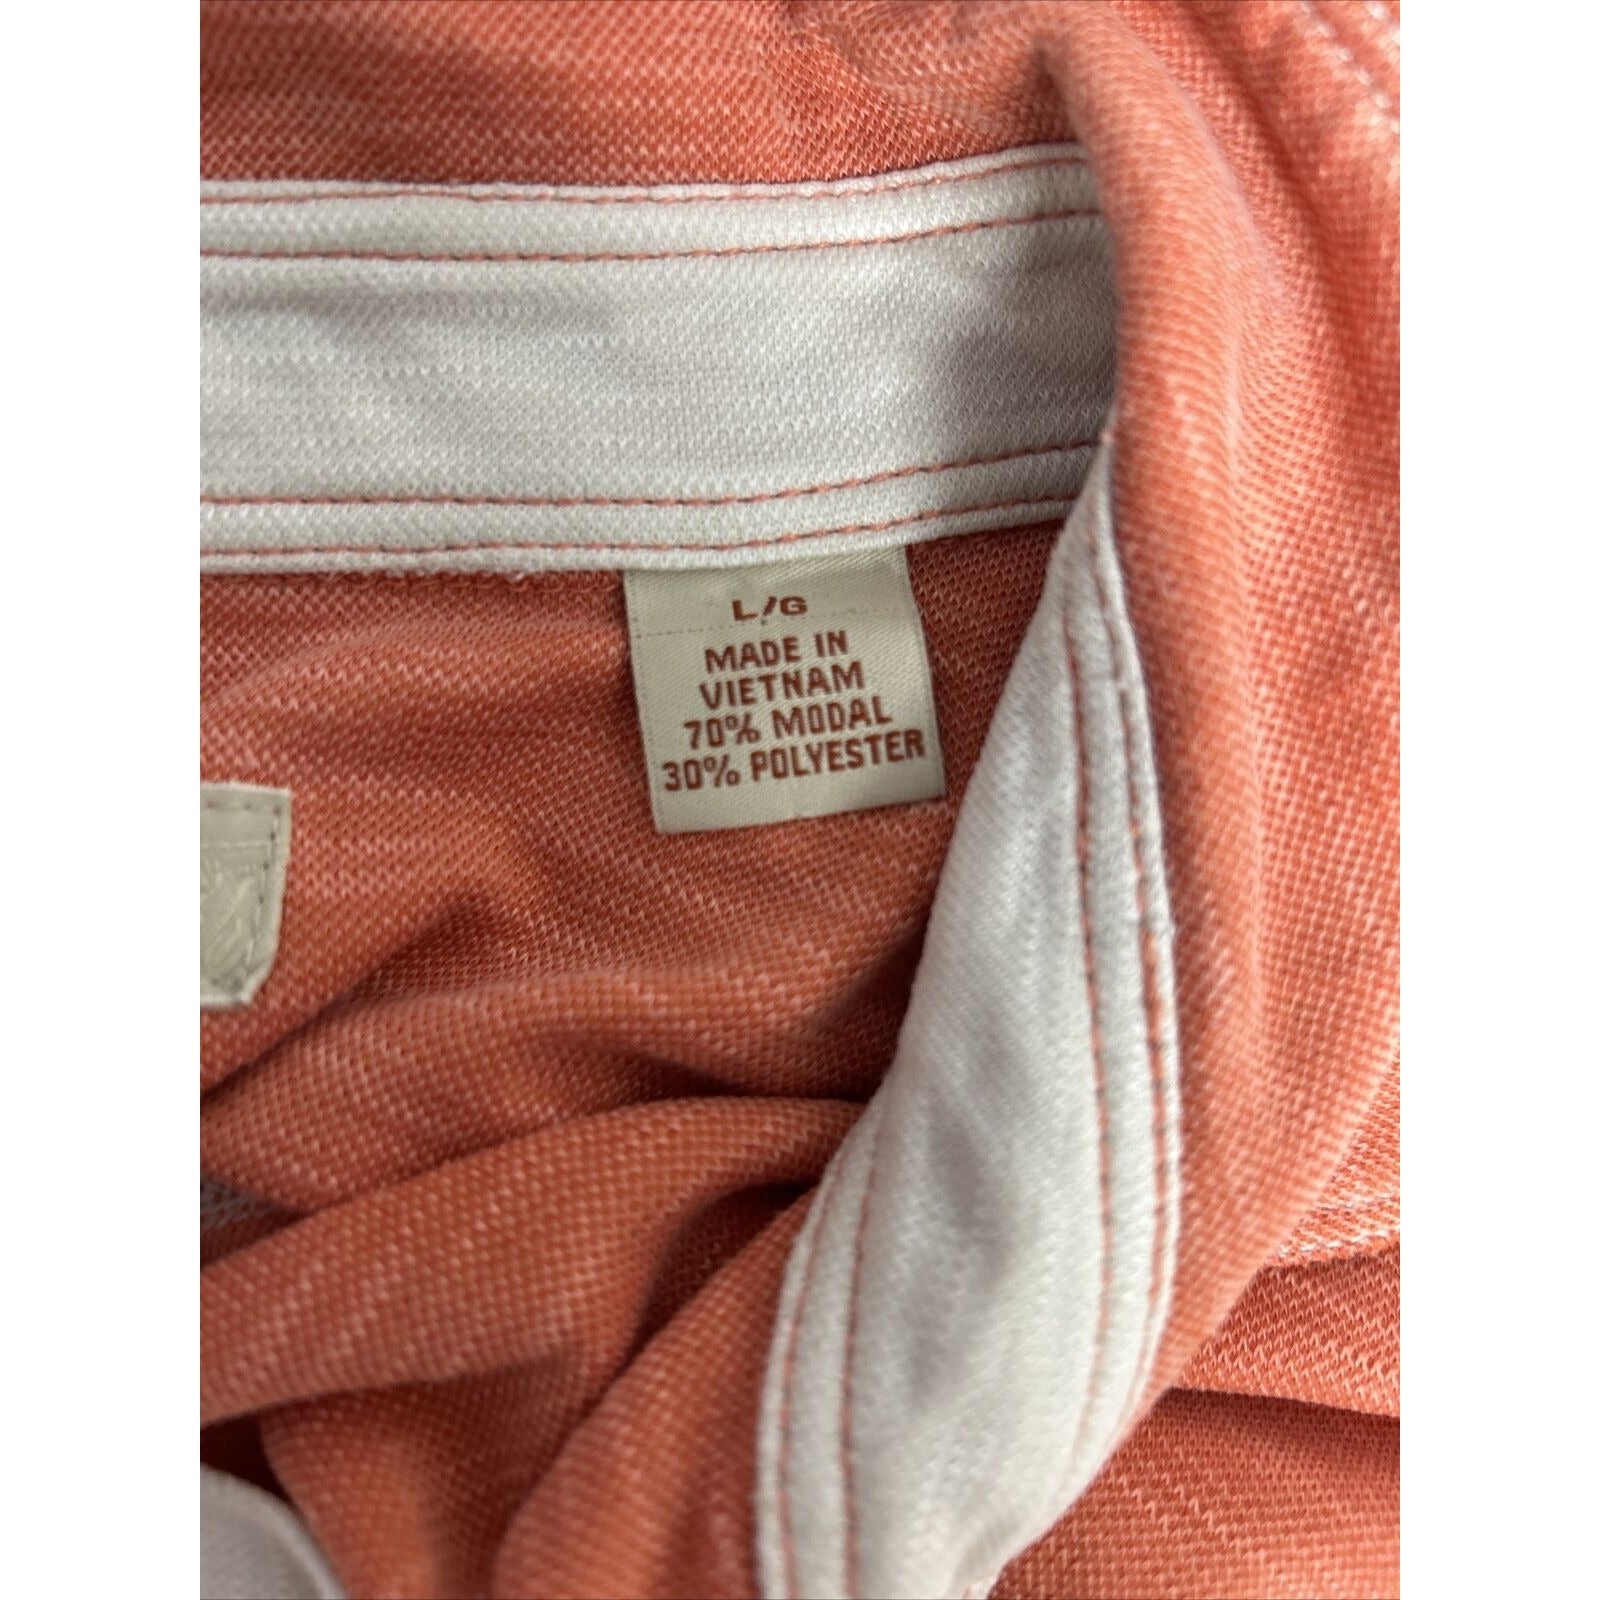 L/G
MADE IN
VIETNAM
70% MODAL
30% POLYESTER